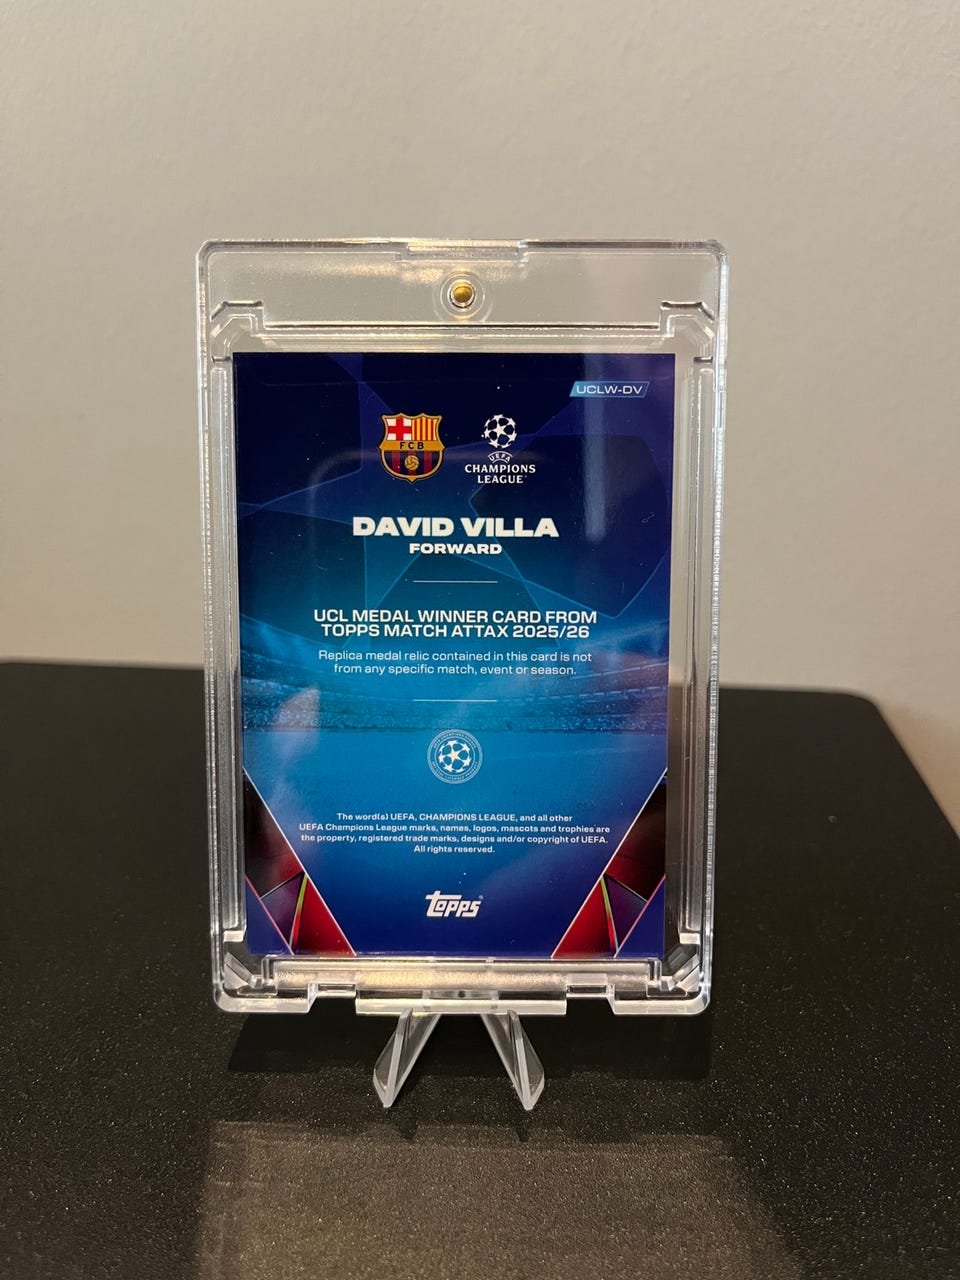 UCLW-DV
FCB
UEFA
CHAMPIONS
LEAGUE
DAVID VILLA
FORWARD
UCL MEDAL WINNER CARD FROM
TOPPS MATCH ATTAX 2025/26
Replica medal relic contained in this card is not
from any specific match, event or season.
The word(s) UEFA, CHAMPIONS LEAGUE, and all other
UEFA Champions League marks, names, logos, mascots and trophies are
the property, registered trade marks, designs and/or copyright of UEFA.
All rights reserved.
Topps